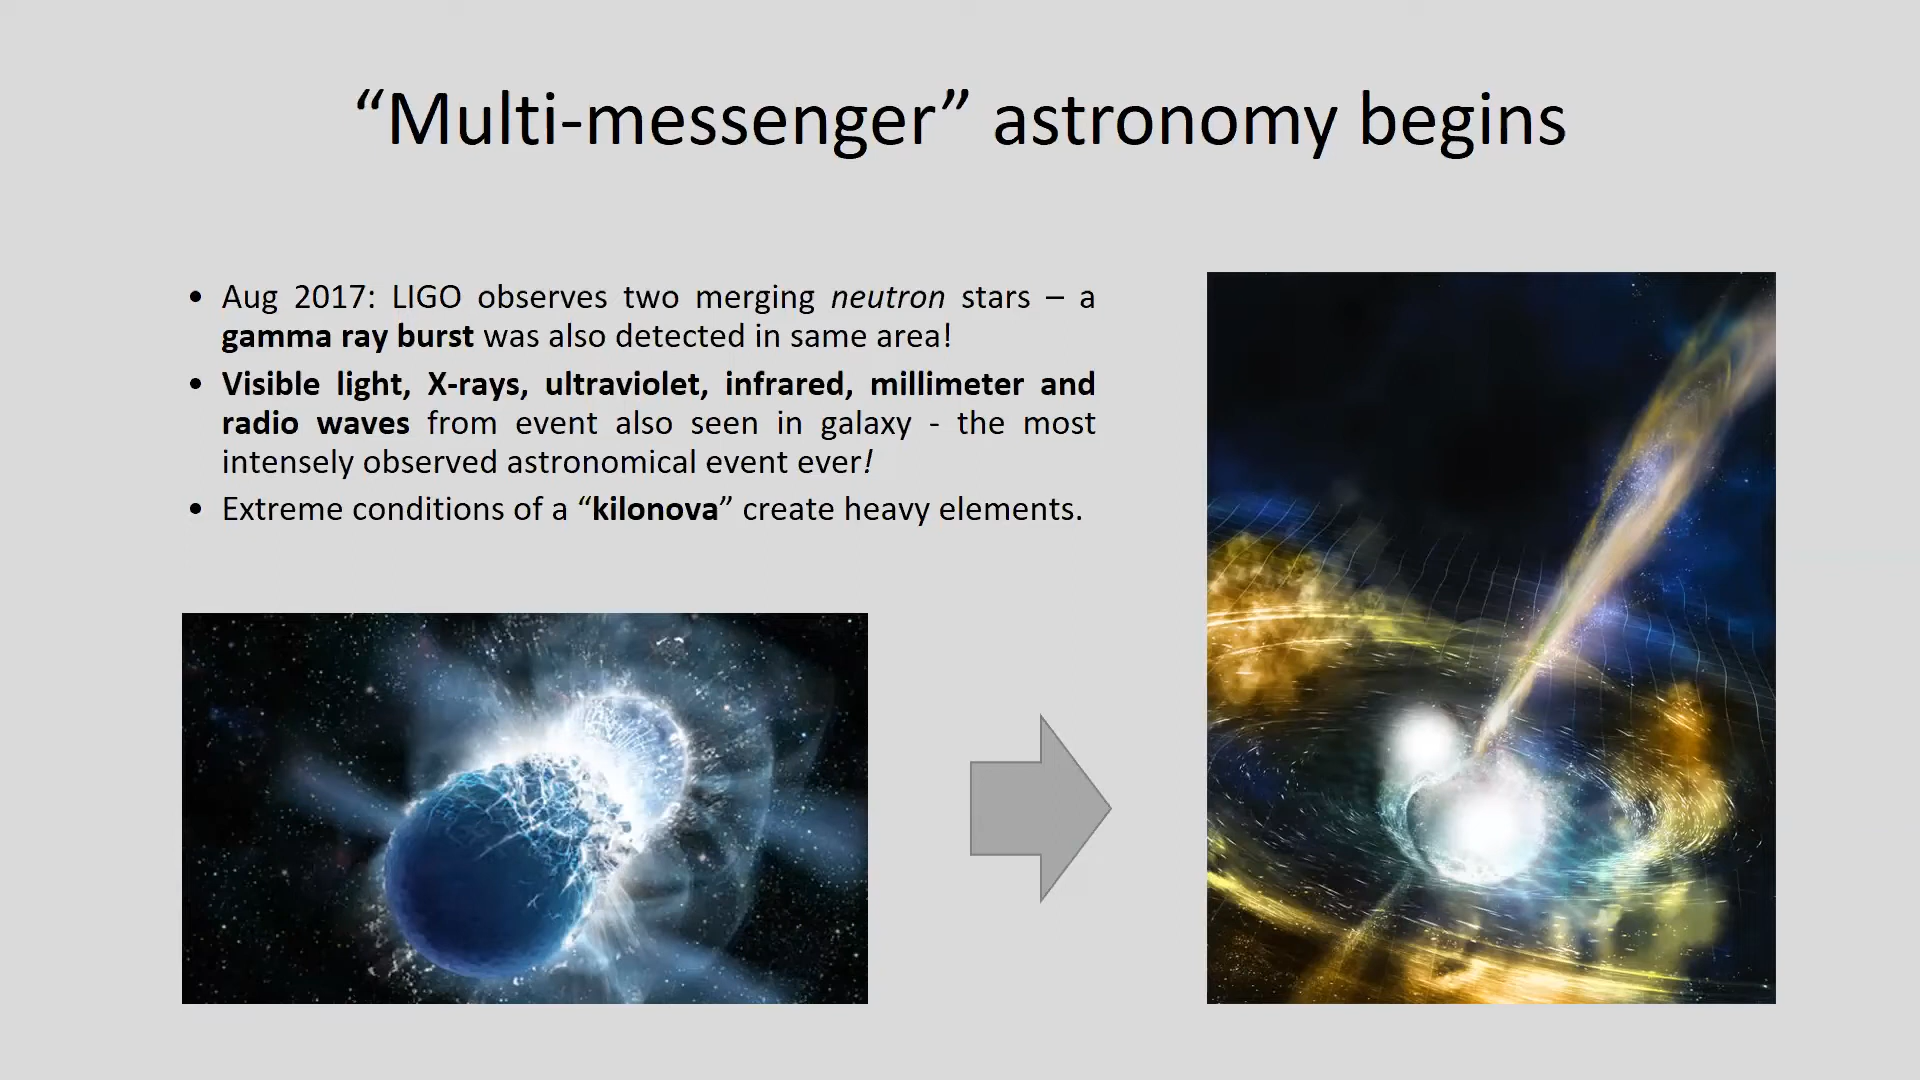 “Multi-messenger” astronomy begins
• Aug 2017: LIGO observes two merging neutron stars – a
gamma ray burst was also detected in same area!
• Visible light, X-rays, ultraviolet, infrared, millimeter and
radio waves from event also seen in galaxy - the most
intensely observed astronomical event ever!
• Extreme conditions of a “kilonova” create heavy elements.